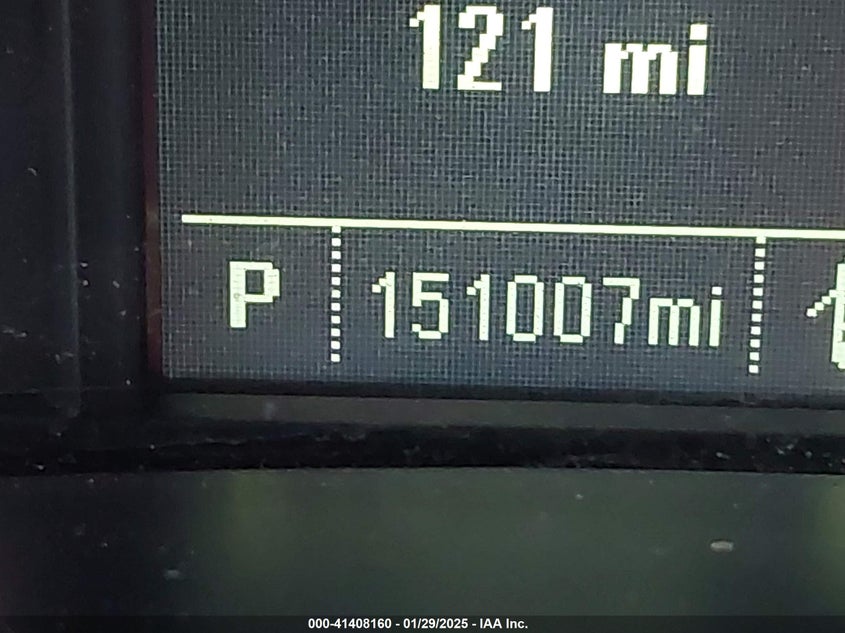 121 mi
P 151007mi
000-41408160 - 01/29/2025 - IAA Inc.